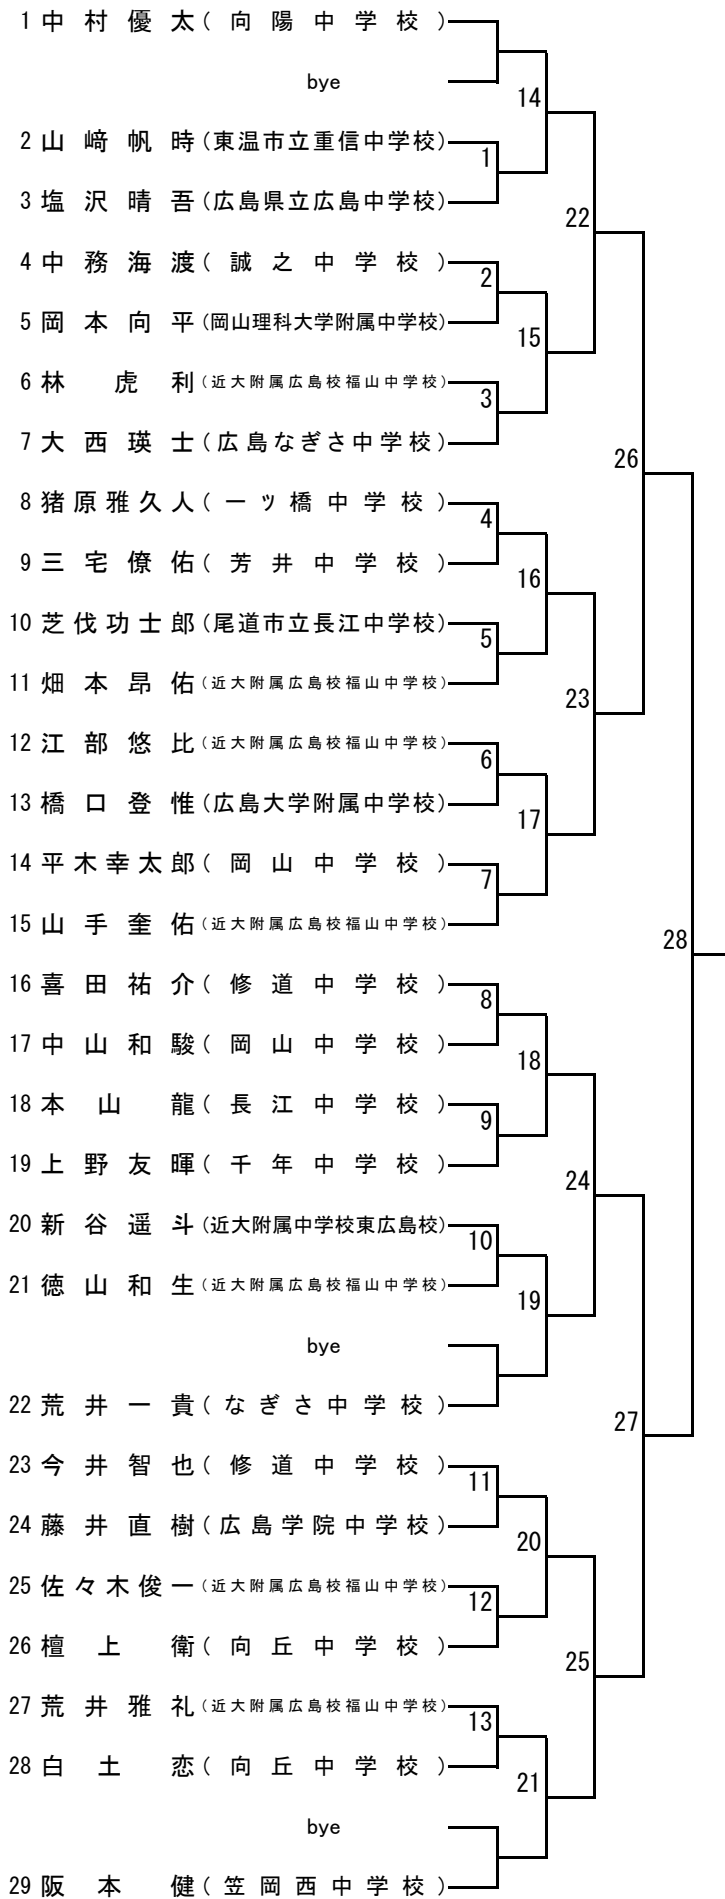 1 中村優太(向陽中学校)
bye
14
2 山﨑帆時(東温市立重信中学校)
1
3 塩沢晴吾(広島県立広島中学校)
22
4 中務海渡(誠之中学校)
2
5 岡本向平(岡山理科大学附属中学校)
15
6 林虎利(近大附属広島校福山中学校)
3
7 大西瑛士(広島なぎさ中学校)
26
8 猪原雅久人(一ッ橋中学校)
4
9 三宅僚佑(芳井中学校)
16
10 芝伐功士郎(尾道市立長江中学校)
5
11 畑本昂佑(近大附属広島校福山中学校)
23
12 江部悠比(近大附属広島校福山中学校)
6
13 橋口登惟(広島大学附属中学校)
17
14 平木幸太郎(岡山中学校)
7
15 山手奎佑(近大附属広島校福山中学校)
28
16 喜田祐介(修道中学校)
8
17 中山和駿(岡山中学校)
18
18 本山龍(長江中学校)
9
19 上野友暉(千年中学校)
24
20 新谷遥斗(近大附属中学校東広島校)
10
21 徳山和生(近大附属広島校福山中学校)
19
bye
22 荒井一貴(なぎさ中学校)
27
23 今井智也(修道中学校)
11
24 藤井直樹(広島学院中学校)
20
25 佐々木俊一(近大附属広島校福山中学校)
12
26 檀上衛(向丘中学校)
25
27 荒井雅礼(近大附属広島校福山中学校)
13
28 白土恋(向丘中学校)
21
bye
29 阪本健(笠岡西中学校)